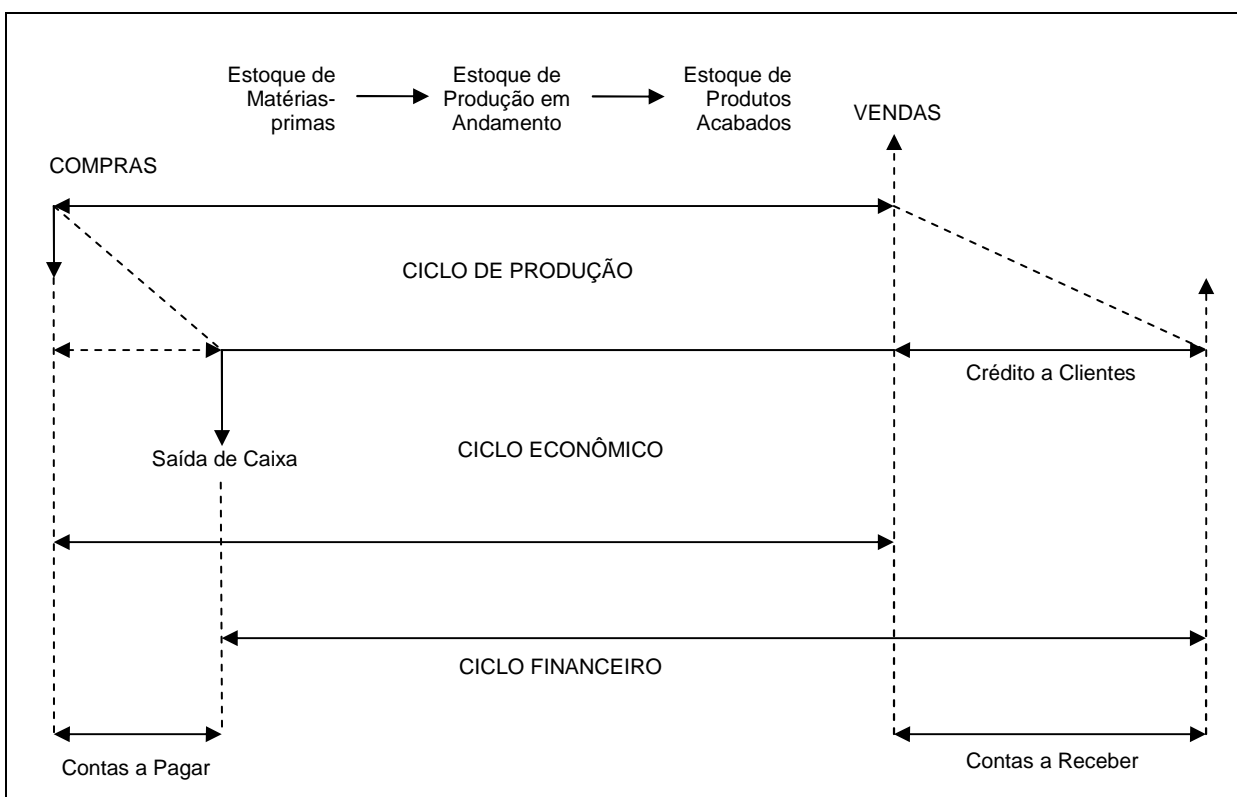 Estoque de
Matérias-
primas
Estoque de
Produção em
Andamento
Estoque de
Produtos
Acabados
VENDAS
COMPRAS
CICLO DE PRODUÇÃO
Crédito a Clientes
Saída de Caixa
CICLO ECONÔMICO
CICLO FINANCEIRO
Contas a Pagar
Contas a Receber